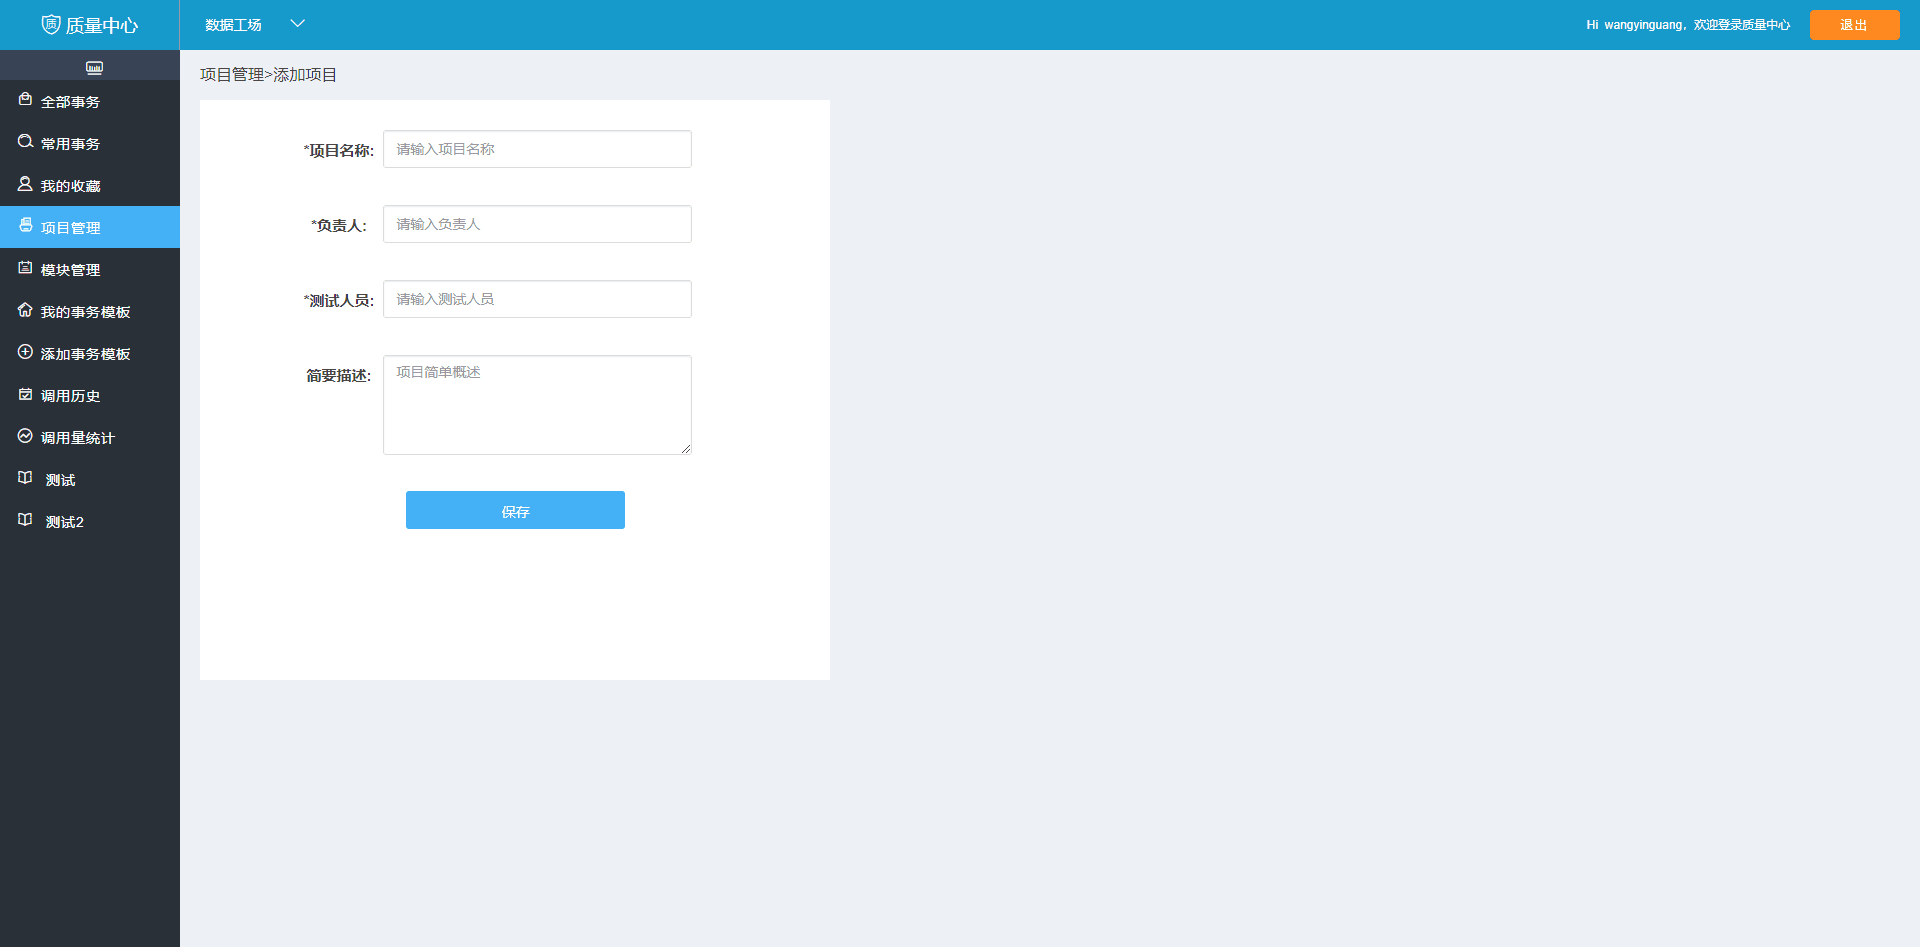 质量中心
数据工场
Hi wangyinguang，欢迎登录质量中心
退出
全部事务
常用事务
我的收藏
项目管理
模块管理
我的事务模板
添加事务模板
调用历史
调用量统计
测试
测试2
项目管理>添加项目
*项目名称: 请输入项目名称
*负责人: 请输入负责人
*测试人员: 请输入测试人员
简要描述: 项目简单概述
保存